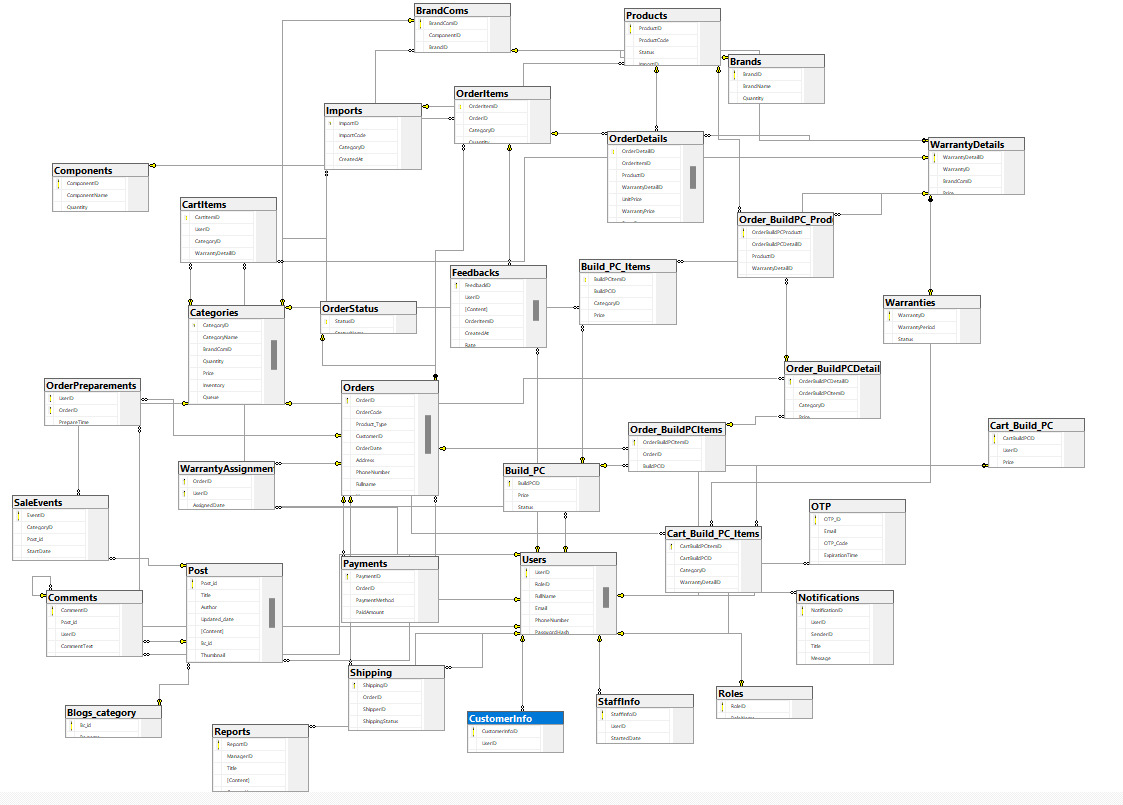 BrandComs
BrandComID
ComponentID
BrandID
Products
ProductID
ProductCode
Status
ImportID
Brands
BrandID
BrandName
Quantity
Imports
ImportID
ImportCode
CategoryID
CreatedAt
OrderItems
OrderItemID
OrderID
CategoryID
Quantity
OrderDetails
OrderDetailID
OrderItemID
ProductID
WarrantyDetailID
UnitPrice
WarrantyPrice
WarrantyDetails
WarrantyDetailID
WarrantyID
BrandComID
Price
Components
ComponentID
ComponentName
Quantity
CartItems
CartItemID
UserID
CategoryID
WarrantyDetailID
Order_BuildPC_Prod
OrderBuildPCProduct
OrderBuildPCDetailID
ProductID
WarrantyDetailID
Feedbacks
FeedbackID
UserID
[Content]
OrderItemID
CreatedAt
Rate
Build_PC_Items
BuildPCItemID
BuildPCID
CategoryID
Price
Warranties
WarrantyID
WarrantyPeriod
Status
Categories
CategoryID
CategoryName
BrandComID
Quantity
Price
Inventory
Queue
OrderStatus
StatusID
OrderPreparements
UserID
OrderID
PrepareTime
Orders
OrderID
OrderCode
Product_Type
CustomerID
OrderDate
Address
PhoneNumber
Fullname
Order_BuildPCDetail
OrderBuildPCDetailID
OrderBuildPCItemID
CategoryID
Price
Order_BuildPCItems
OrderBuildPCItemID
OrderID
BuildPCID
Cart_Build_PC
CartBuildPCID
UserID
Price
WarrantyAssignmen
OrderID
UserID
AssignedDate
Build_PC
BuildPCID
Price
Status
SaleEvents
EventID
CategoryID
Post_id
StartDate
OTP
OTP_ID
Email
OTP_Code
ExpirationTime
Cart_Build_PC_Items
CartBuildPCItemID
CartBuildPCID
CategoryID
WarrantyDetailID
Post
Post_id
Title
Author
Updated_date
[Content]
Bc_id
Thumbnail
Payments
PaymentID
OrderID
PaymentMethod
PaidAmount
Users
UserID
RoleID
FullName
Email
PhoneNumber
PasswordHash
Comments
CommentID
Post_id
UserID
CommentText
Notifications
NotificationID
UserID
SenderID
Title
Message
Shipping
ShippingID
OrderID
ShipperID
ShippingStatus
Blogs_category
Bc_id
Reports
ReportID
ManagerID
Title
[Content]
CustomerInfo
CustomerInfoID
UserID
StaffInfo
StaffInfoID
UserID
StartedDate
Roles
RoleID